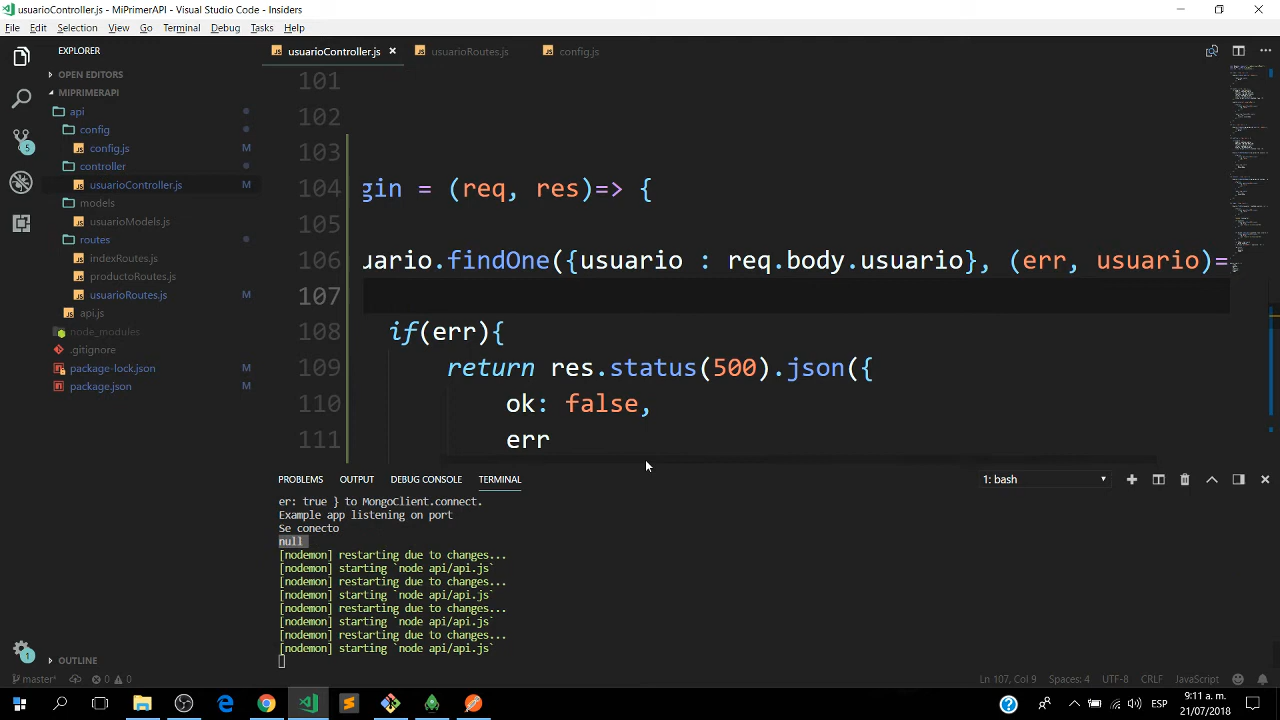 usuarioController.js - MiPrimerAPI - Visual Studio Code - Insiders
File Edit Selection View Go Terminal Debug Tasks Help
EXPLORER
OPEN EDITORS
MIPRIMERAPI
api
config
config.js M
controller
usuarioController.js M
models
usuarioModels.js
routes
indexRoutes.js
productoRoutes.js
usuarioRoutes.js M
api.js
node_modules
.gitignore
package-lock.json M
package.json M
OUTLINE
5
1
JS usuarioController.js × JS usuarioRoutes.js JS config.js
101
102
103
104 gin = (req, res)=> {
105
106 uario.findOne({usuario : req.body.usuario}, (err, usuario)=
107
108 if(err){
109 return res.status(500).json({
110 ok: false,
111 err
PROBLEMS OUTPUT DEBUG CONSOLE TERMINAL 1: bash
er: true } to MongoClient.connect.
Example app listening on port
Se conecto
null
[nodemon] restarting due to changes...
[nodemon] starting `node api/api.js`
[nodemon] restarting due to changes...
[nodemon] starting `node api/api.js`
[nodemon] restarting due to changes...
[nodemon] starting `node api/api.js`
[nodemon] restarting due to changes...
[nodemon] starting `node api/api.js`
master* 0 0 Ln 107, Col 9 Spaces: 4 UTF-8 CRLF JavaScript
ESP
9:11 a. m.
21/07/2018